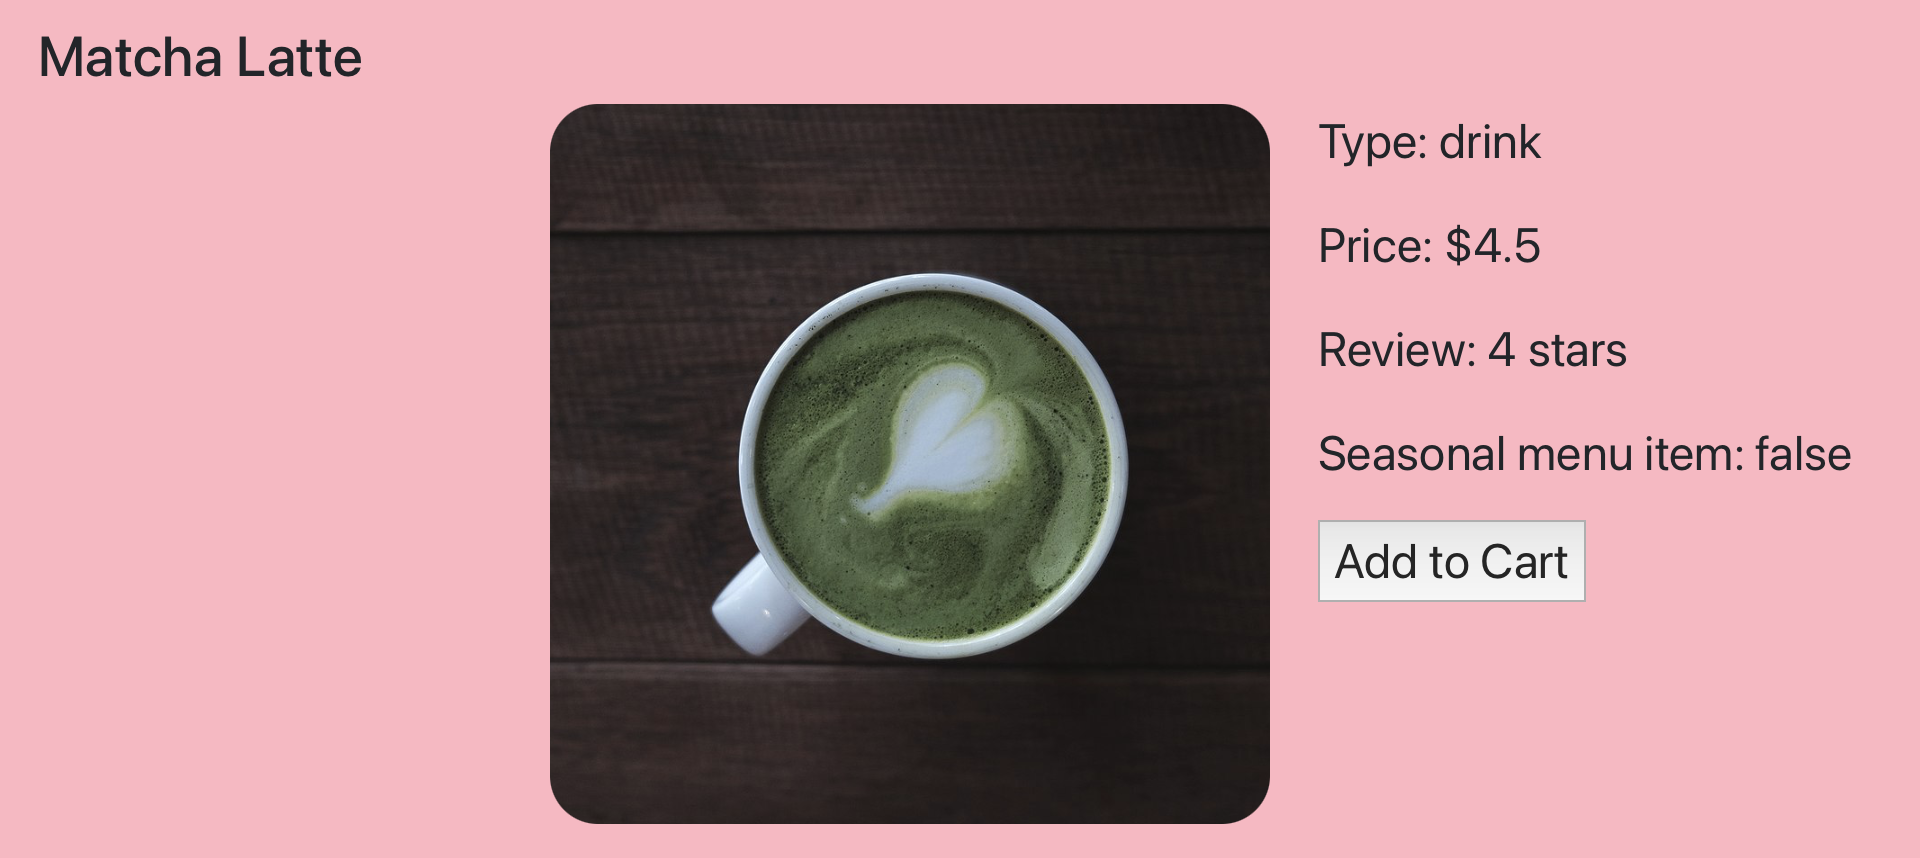 Matcha Latte
Type: drink
Price: $4.5
Review: 4 stars
Seasonal menu item: false
Add to Cart